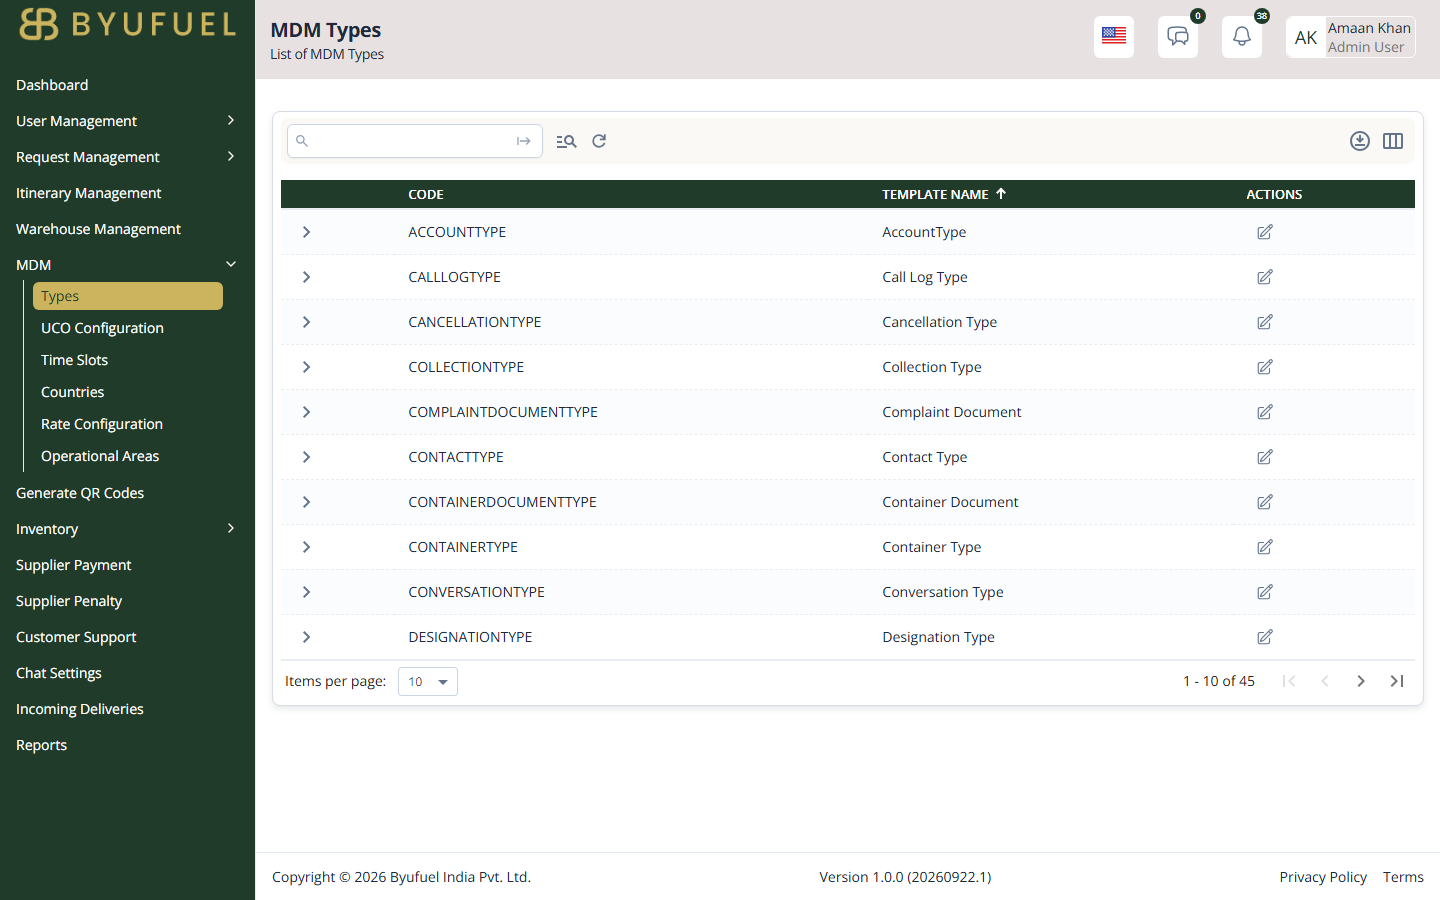 BYUFUEL
Dashboard
User Management
Request Management
Itinerary Management
Warehouse Management
MDM
Types
UCO Configuration
Time Slots
Countries
Rate Configuration
Operational Areas
Generate QR Codes
Inventory
Supplier Payment
Supplier Penalty
Customer Support
Chat Settings
Incoming Deliveries
Reports
MDM Types
List of MDM Types
0
38
AK
Amaan Khan
Admin User
CODE TEMPLATE NAME ACTIONS
ACCOUNTTYPE AccountType
CALLLOGTYPE Call Log Type
CANCELLATIONTYPE Cancellation Type
COLLECTIONTYPE Collection Type
COMPLAINTDOCUMENTTYPE Complaint Document
CONTACTTYPE Contact Type
CONTAINERDOCUMENTTYPE Container Document
CONTAINERTYPE Container Type
CONVERSATIONTYPE Conversation Type
DESIGNATIONTYPE Designation Type
Items per page: 10 1 - 10 of 45
Copyright © 2026 Byufuel India Pvt. Ltd. Version 1.0.0 (20260922.1) Privacy Policy Terms